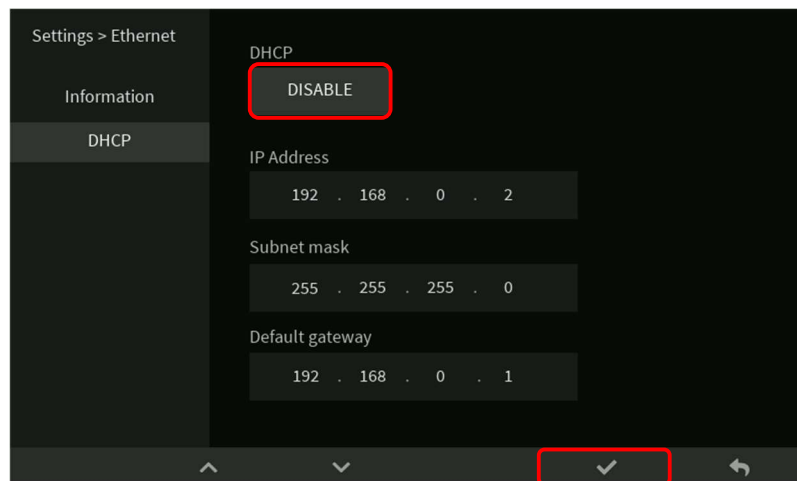 Settings > Ethernet
Information
DHCP
DHCP
DISABLE
IP Address
192 . 168 . 0 . 2
Subnet mask
255 . 255 . 255 . 0
Default gateway
192 . 168 . 0 . 1